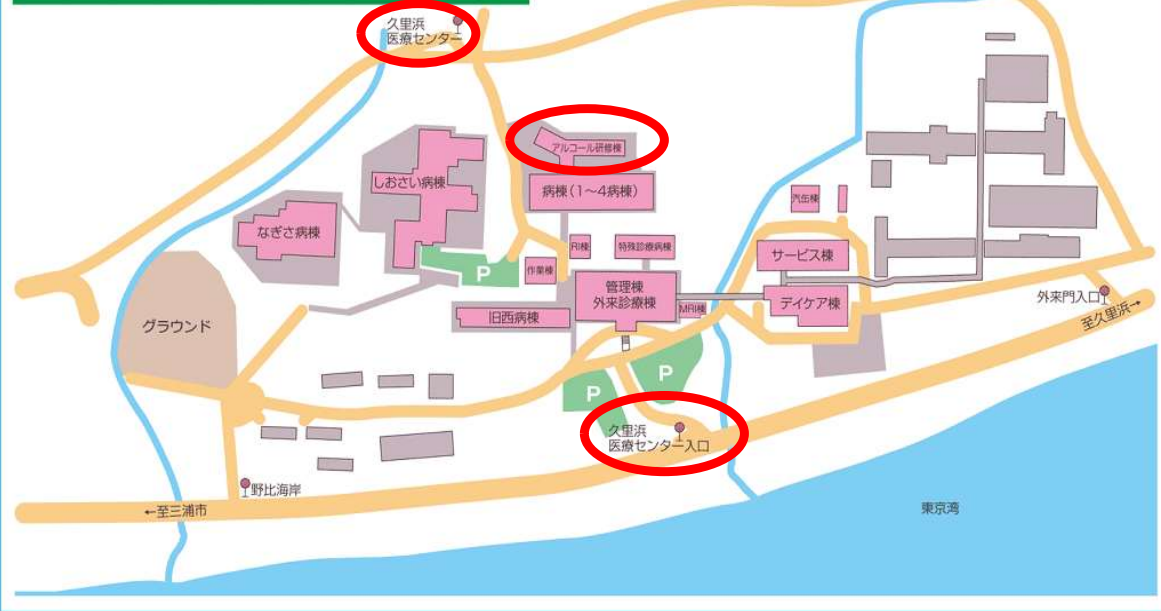 久里浜
医療センター
アルコール研修棟
しおさい病棟
病棟(1～4病棟)
汽缶棟
なぎさ病棟
RI棟
特殊診療病棟
サービス棟
P
作業棟
管理棟
外来診療棟
デイケア棟
MRI棟
外来門入口
至久里浜→
グラウンド
旧西病棟
P
P
久里浜
医療センター入口
野比海岸
←至三浦市
東京湾